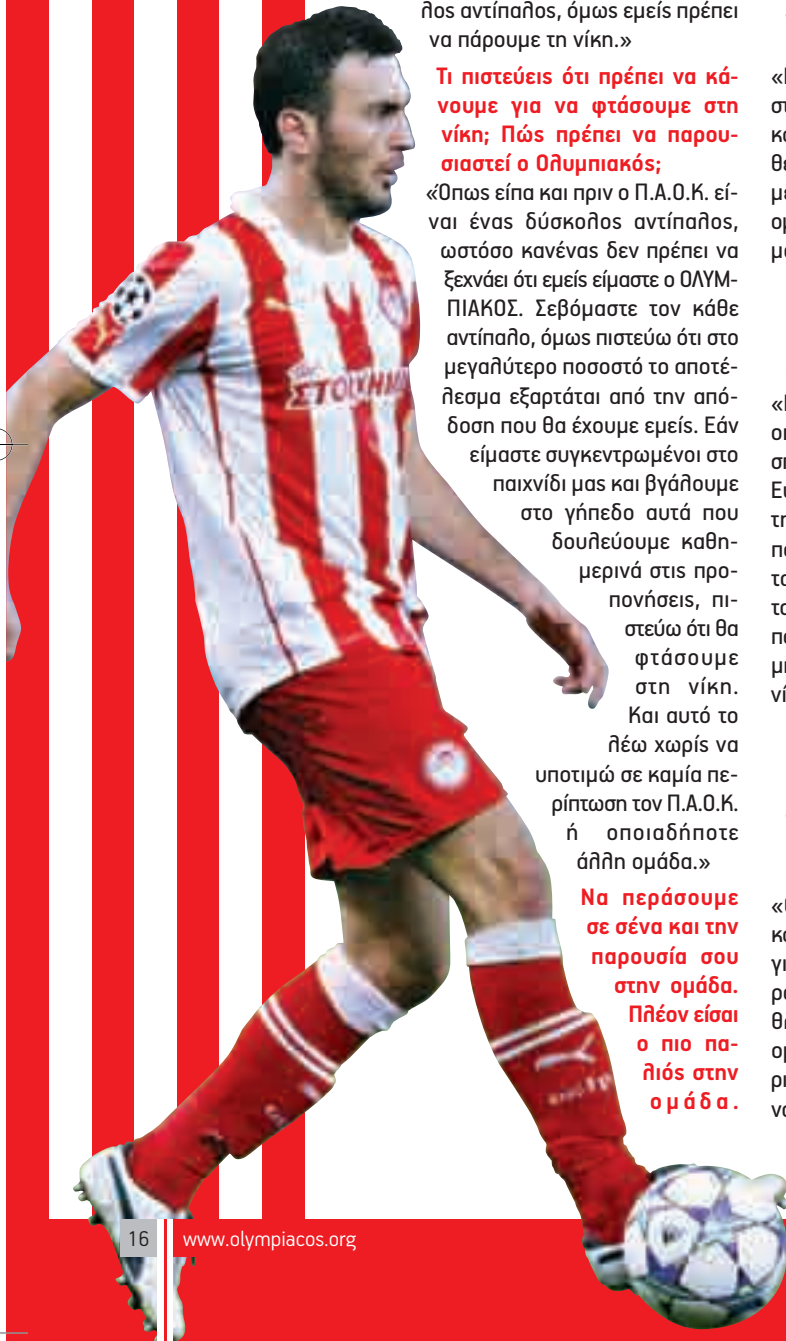 λος αντίπαλος, όμως εμείς πρέπει
να πάρουμε τη νίκη.»
Τι πιστεύεις ότι πρέπει να κά-
νουμε για να φτάσουμε στη
νίκη; Πώς πρέπει να παρου-
σιαστεί ο Ολυμπιακός;
«Όπως είπα και πριν ο Π.Α.Ο.Κ. εί-
ναι ένας δύσκολος αντίπαλος,
ωστόσο κανένας δεν πρέπει να
ξεχνάει ότι εμείς είμαστε ο ΟΛΥΜ-
ΠΙΑΚΟΣ. Σεβόμαστε τον κάθε
αντίπαλο, όμως πιστεύω ότι στο
μεγαλύτερο ποσοστό το αποτέ-
λεσμα εξαρτάται από την από-
δοση που θα έχουμε εμείς. Εάν
είμαστε συγκεντρωμένοι στο
παιχνίδι μας και βγάλουμε
στο γήπεδο αυτά που
δουλεύουμε καθη-
μερινά στις προ-
πονήσεις, πι-
στεύω ότι θα
φτάσουμε
στη νίκη.
Και αυτό το
λέω χωρίς να
υποτιμώ σε καμία πε-
ρίπτωση τον Π.Α.Ο.Κ.
ή οποιαδήποτε
άλλη ομάδα.»
Να περάσουμε
σε σένα και την
παρουσία σου
στην ομάδα.
Πλέον είσαι
ο πιο πα-
λιός στην
ομάδα.
16
www.olympiacos.org